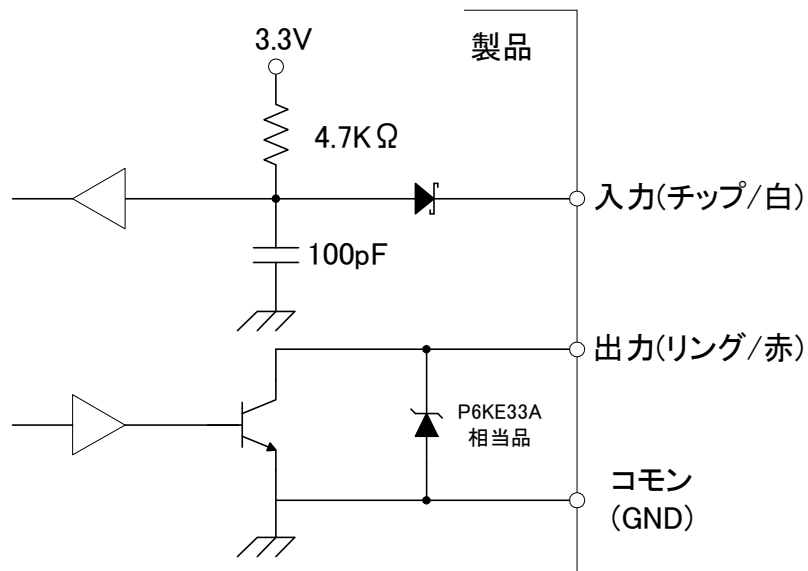 製品
3.3V
4.7KΩ
入力(チップ/白)
100pF
出力(リング/赤)
P6KE33A
相当品
コモン
(GND)